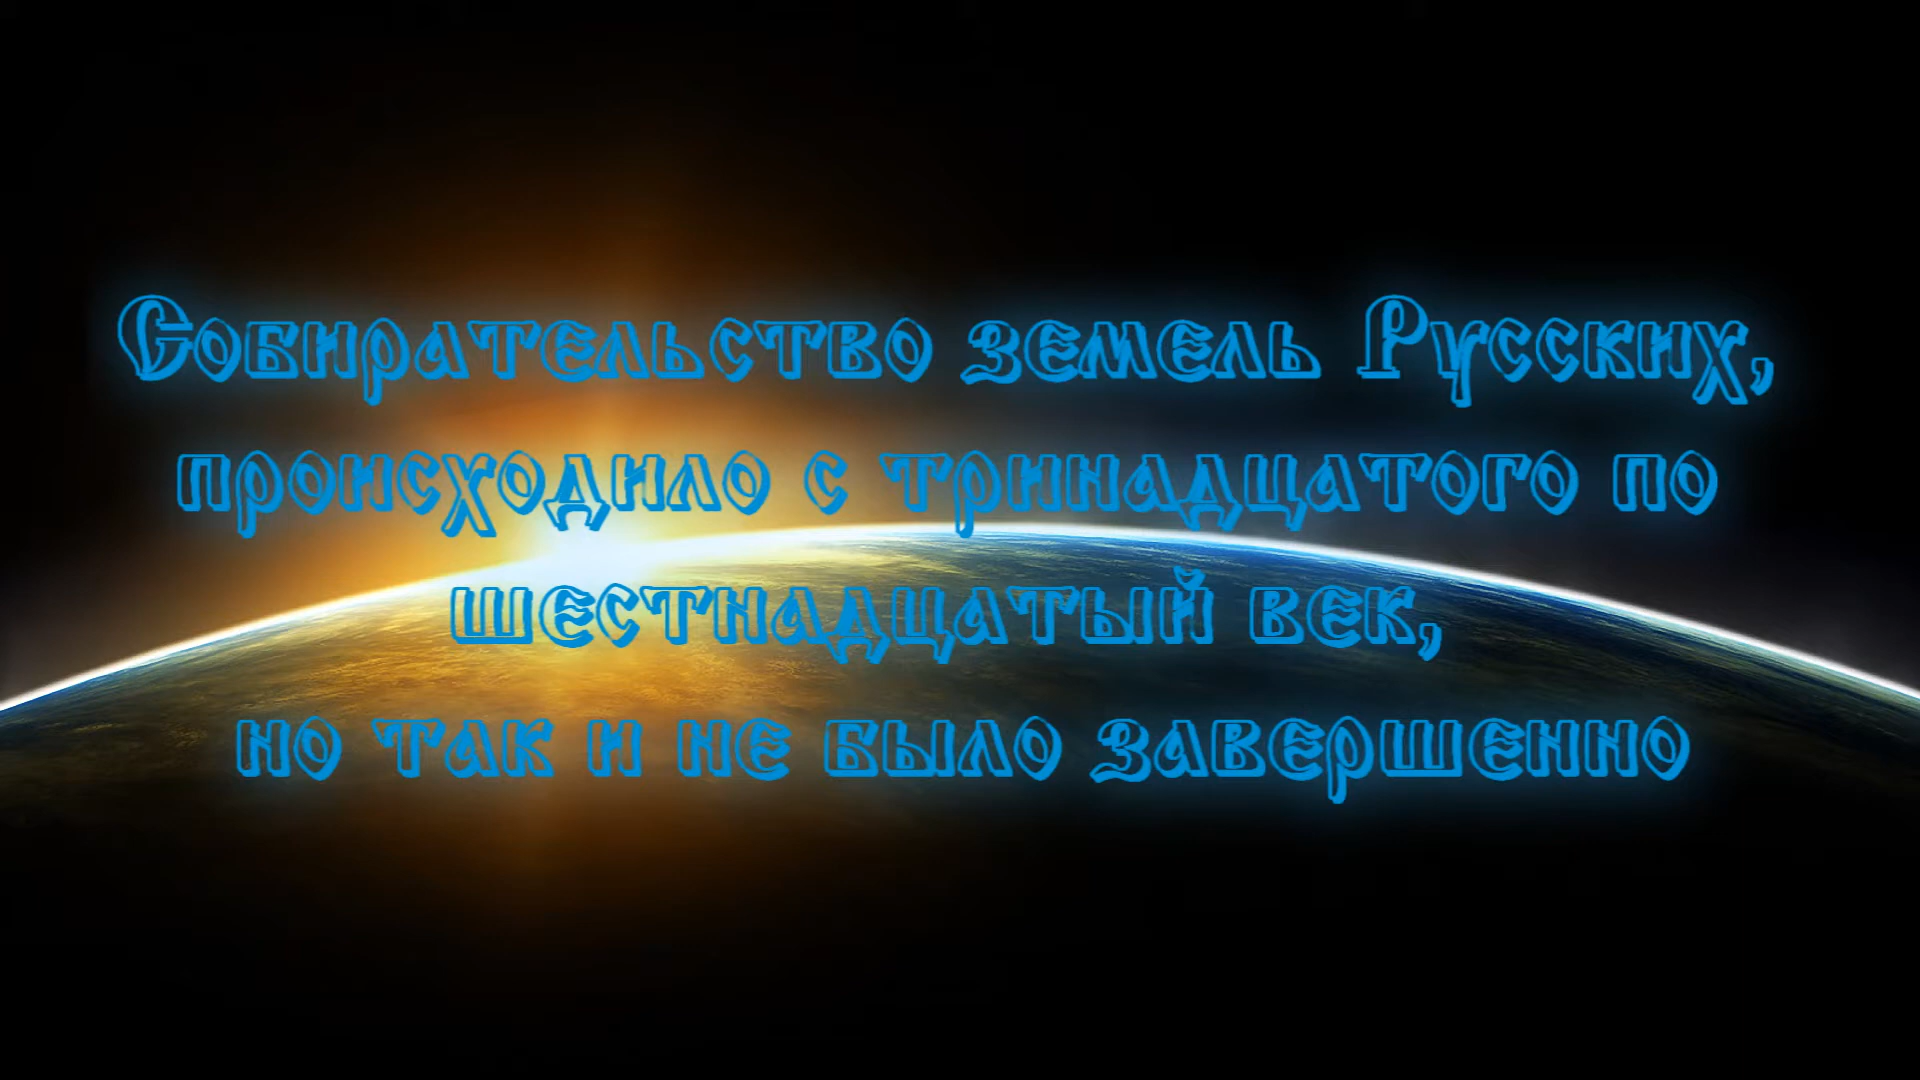 Собирательство земель Русских,
происходило с тринадцатого по
шестнадцатый век,
но так и не было завершенно